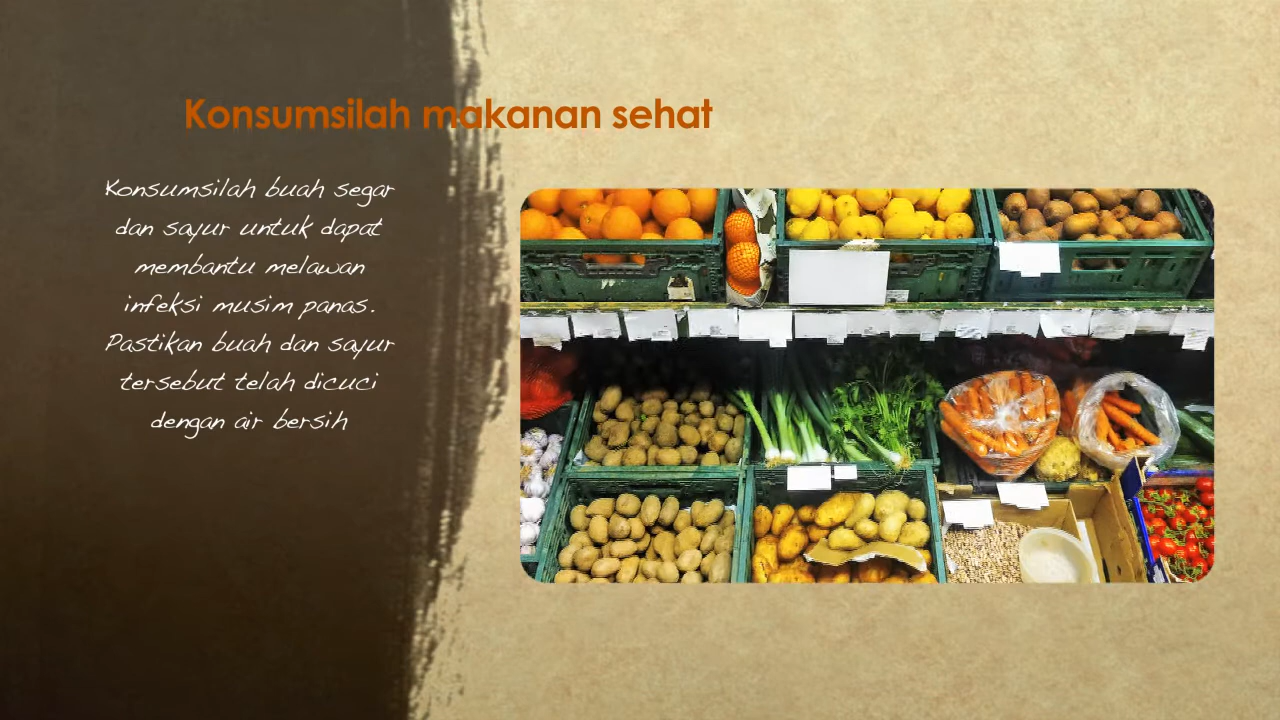 Konsumsilah makanan sehat
Konsumsilah buah segar
dan sayur untuk dapat
membantu melawan
infeksi musim panas.
Pastikan buah dan sayur
tersebut telah dicuci
dengan air bersih